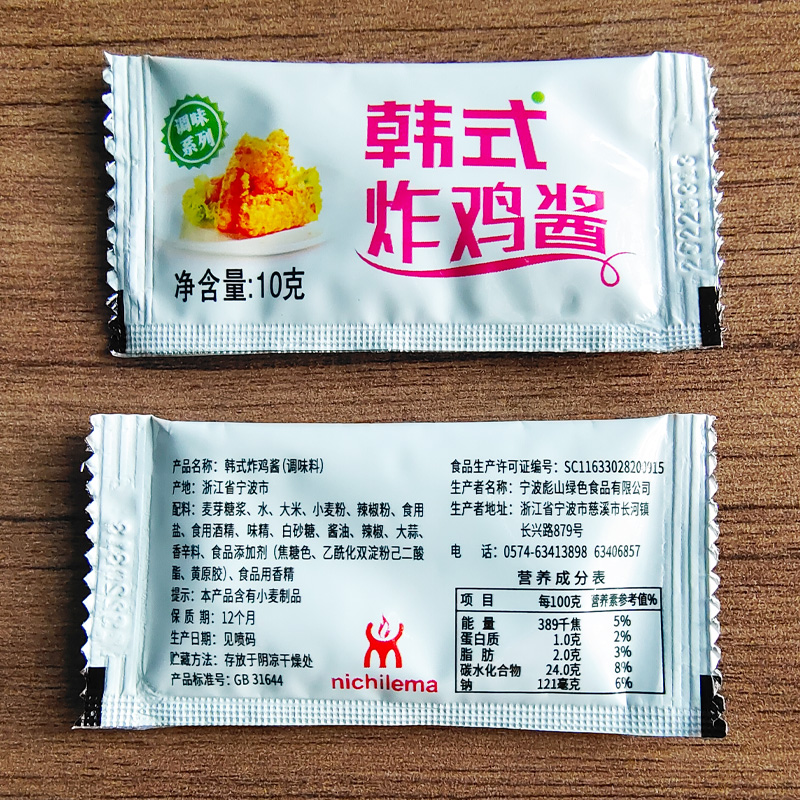 调味
系列
韩式
炸鸡酱
净含量:10克
产品名称：韩式炸鸡酱(调味料)
产地：浙江省宁波市
配料：麦芽糖浆、水、大米、小麦粉、辣椒粉、食用
盐、食用酒精、味精、白砂糖、酱油、辣椒、大蒜、
香辛料、食品添加剂（焦糖色、乙酰化双淀粉己二酸
酯、黄原胶）、食品用香精
提示：本产品含有小麦制品
保 质 期：12个月
生产日期：见喷码
贮藏方法：存放于阴凉干燥处
产品标准号：GB 31644
nichilema
食品生产许可证编号：
生产者名称：宁波彪山绿色食品有限公司
生产者地址：浙江省宁波市慈溪市长河镇
长兴路879号
电 话：0574-63413898 63406857
营养成分表
项 目 每100克 营养素参考值%
能 量 389千焦 5%
蛋白质 1.0克 2%
脂 肪 2.0克 3%
碳水化合物 24.0克 8%
钠 121毫克 6%